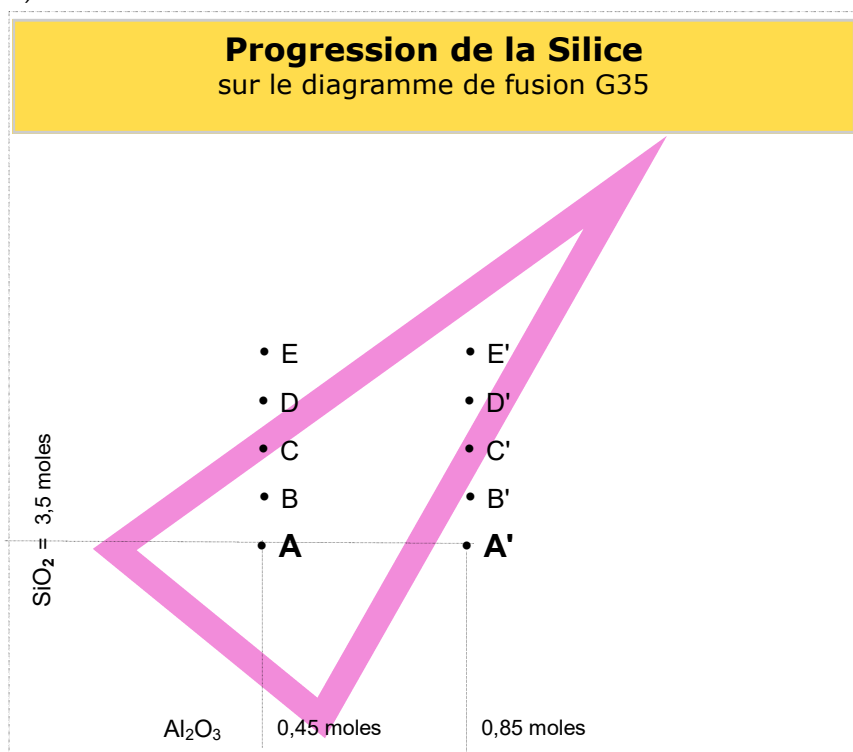 Progression de la Silice
sur le diagramme de fusion G35
E E'
D D'
C C'
B B'
A A'
SiO₂ = 3,5 moles
Al₂O₃ 0,45 moles 0,85 moles